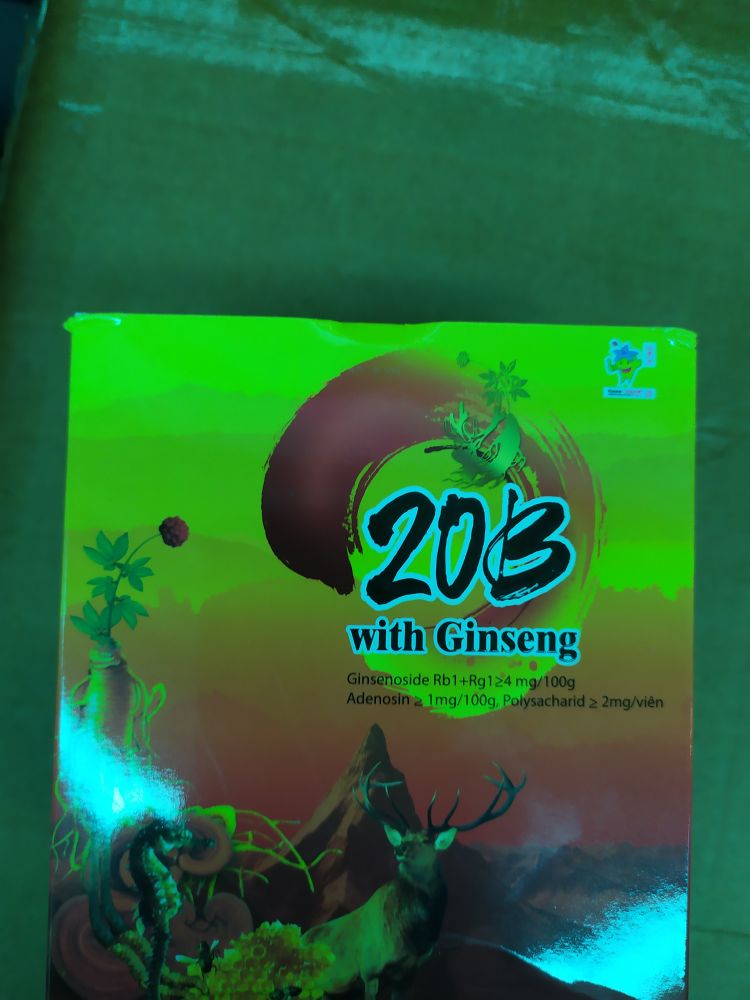 20B
with Ginseng
Ginsenoside Rb1+Rg1≥4 mg/100g
Adenosin ≥ 1mg/100g, Polysacharid ≥ 2mg/viên